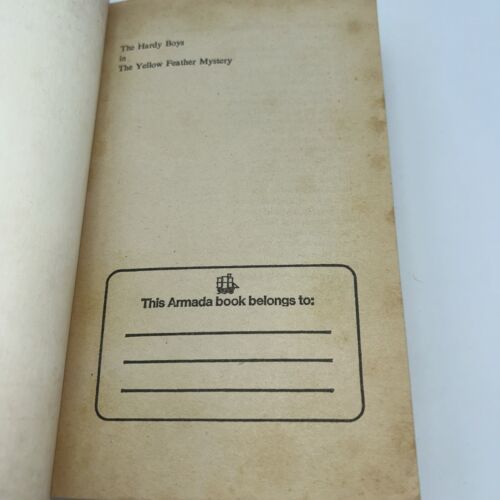 The Hardy Boys
in
The Yellow Feather Mystery
This Armada book belongs to: